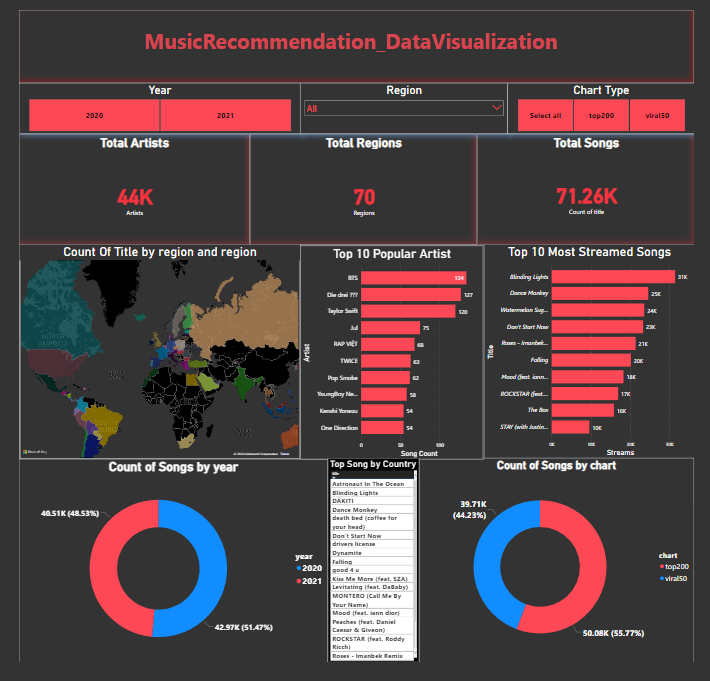 MusicRecommendation_DataVisualization
Year
2020
2021
Region
All
Chart Type
Select all
top200
viral50
Total Artists
44K
Artists
Total Regions
70
Regions
Total Songs
71.26K
Count of title
Count Of Title by region and region
NORTH
AMERICA
Top 10 Popular Artist
Artist
BTS
134
Die drei ???
127
Taylor Swift
120
Jul
75
RAP VIỆT
68
TWICE
63
Pop Smoke
62
YoungBoy Ne...
58
Kenshi Yonezu
54
One Direction
54
0
50
100
Song Count
Top 10 Most Streamed Songs
Title
Blinding Lights
31K
Dance Monkey
25K
Watermelon Sug...
24K
Don't Start Now
23K
Roses - Imanbek...
21K
Falling
20K
Mood (feat. iann...
18K
ROCKSTAR (feat...
17K
The Box
16K
STAY (with Justin...
10K
0K
10K
20K
30K
Streams
Count of Songs by year
40.51K (48.53%)
42.97K (51.47%)
year
2020
2021
Top Song by Country
Astronaut In The Ocean
Blinding Lights
DÁKITI
Dance Monkey
death bed (coffee for
your head)
Don't Start Now
drivers license
Dynamite
Falling
good 4 u
Kiss Me More (feat. SZA)
Levitating (feat. DaBaby)
MONTERO (Call Me By
Your Name)
Mood (feat. iann dior)
Peaches (feat. Daniel
Caesar & Giveon)
ROCKSTAR (feat. Roddy
Ricch)
Roses - Imanbek Remix
Count of Songs by chart
39.71K
(44.23%)
50.08K (55.77%)
chart
top200
viral50